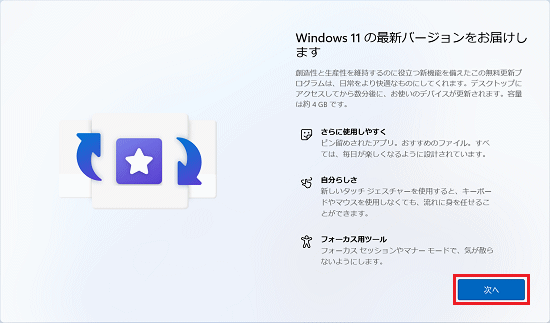 Windows 11 の最新バージョンをお届けし
ます
創造性と生産性を維持するのに役立つ新機能を備えたこの無料更新プ
ログラムは、日常をより快適なものにしてくれます。デスクトップに
アクセスしてから数分後に、お使いのデバイスが更新されます。容量
は約 4 GB です。
さらに使用しやすく
ピン留めされたアプリ。おすすめのファイル。すべ
ては、毎日が楽しくなるように設計されています。
自分らしさ
新しいタッチ ジェスチャーを使用すると、キーボー
ドやマウスを使用しなくても、流れに身を任せるこ
とができます。
フォーカス用ツール
フォーカス セッションやマナー モードで、気が散ら
ないようにします。
次へ